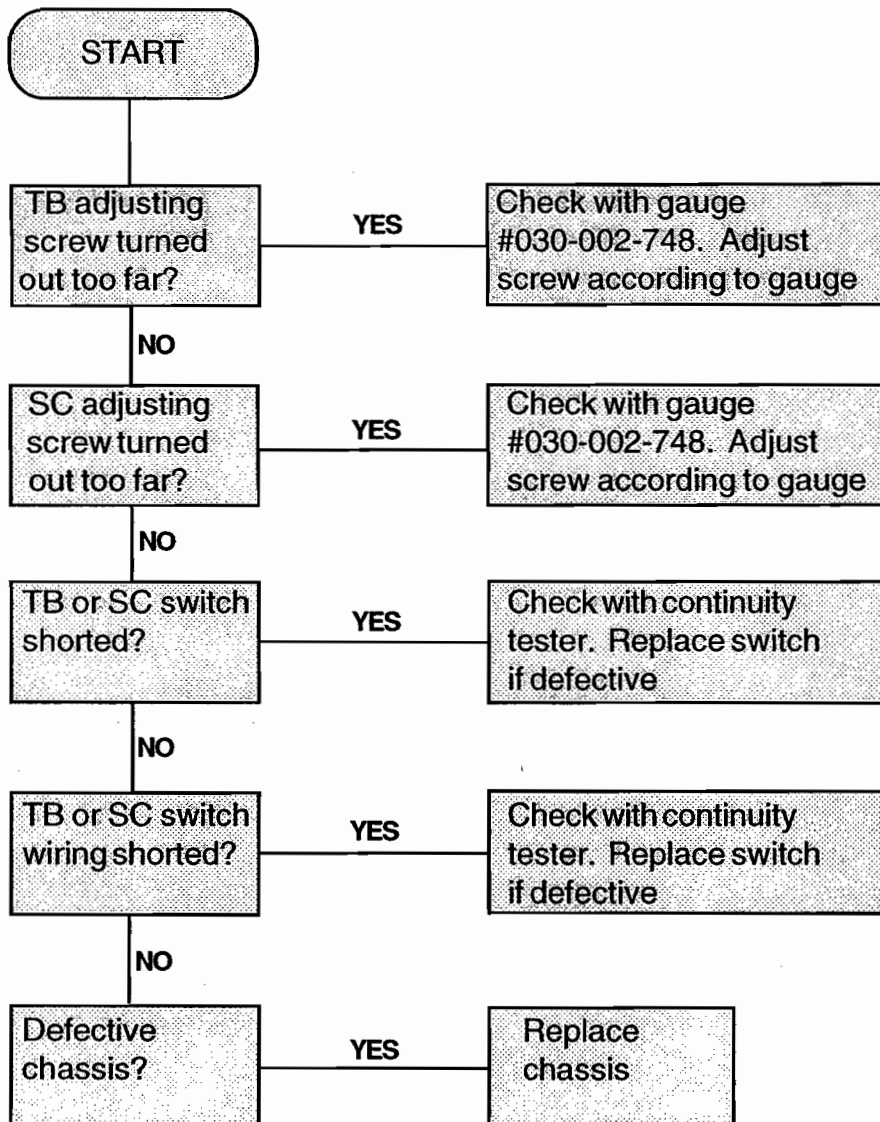 START
TB adjusting
screw turned
out too far?
YES
Check with gauge
#030-002-748. Adjust
screw according to gauge
NO
SC adjusting
screw turned
out too far?
YES
Check with gauge
#030-002-748. Adjust
screw according to gauge
NO
TB or SC switch
shorted?
YES
Check with continuity
tester. Replace switch
if defective
NO
TB or SC switch
wiring shorted?
YES
Check with continuity
tester. Replace switch
if defective
NO
Defective
chassis?
YES
Replace
chassis